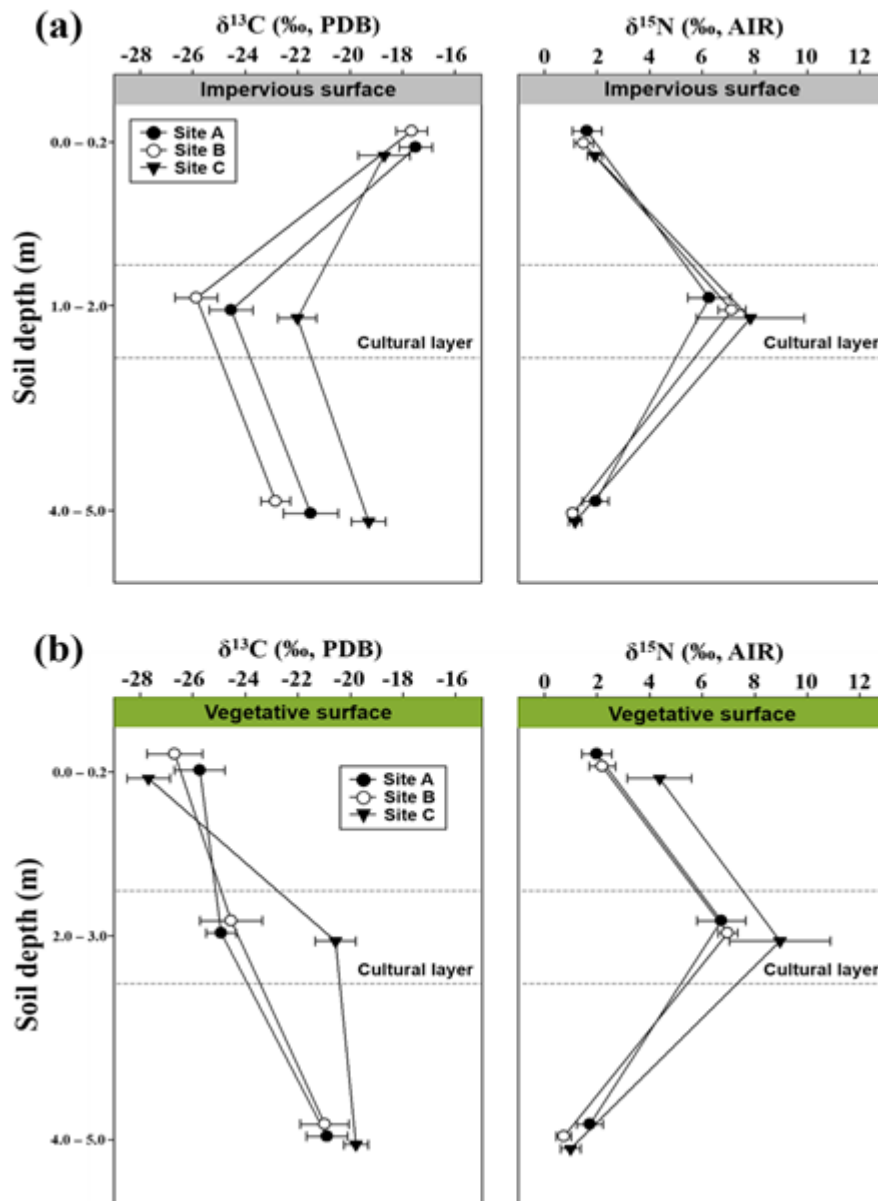 (a)
δ¹³C (‰, PDB)
-28 -26 -24 -22 -20 -18 -16
Impervious surface
Site A
Site B
Site C
0.0 – 0.2
1.0 – 2.0
4.0 – 5.0
Soil depth (m)
Cultural layer
δ¹⁵N (‰, AIR)
0 2 4 6 8 10 12
Impervious surface
Cultural layer
(b)
δ¹³C (‰, PDB)
-28 -26 -24 -22 -20 -18 -16
Vegetative surface
Site A
Site B
Site C
0.0 – 0.2
2.0 – 3.0
4.0 – 5.0
Soil depth (m)
Cultural layer
δ¹⁵N (‰, AIR)
0 2 4 6 8 10 12
Vegetative surface
Cultural layer